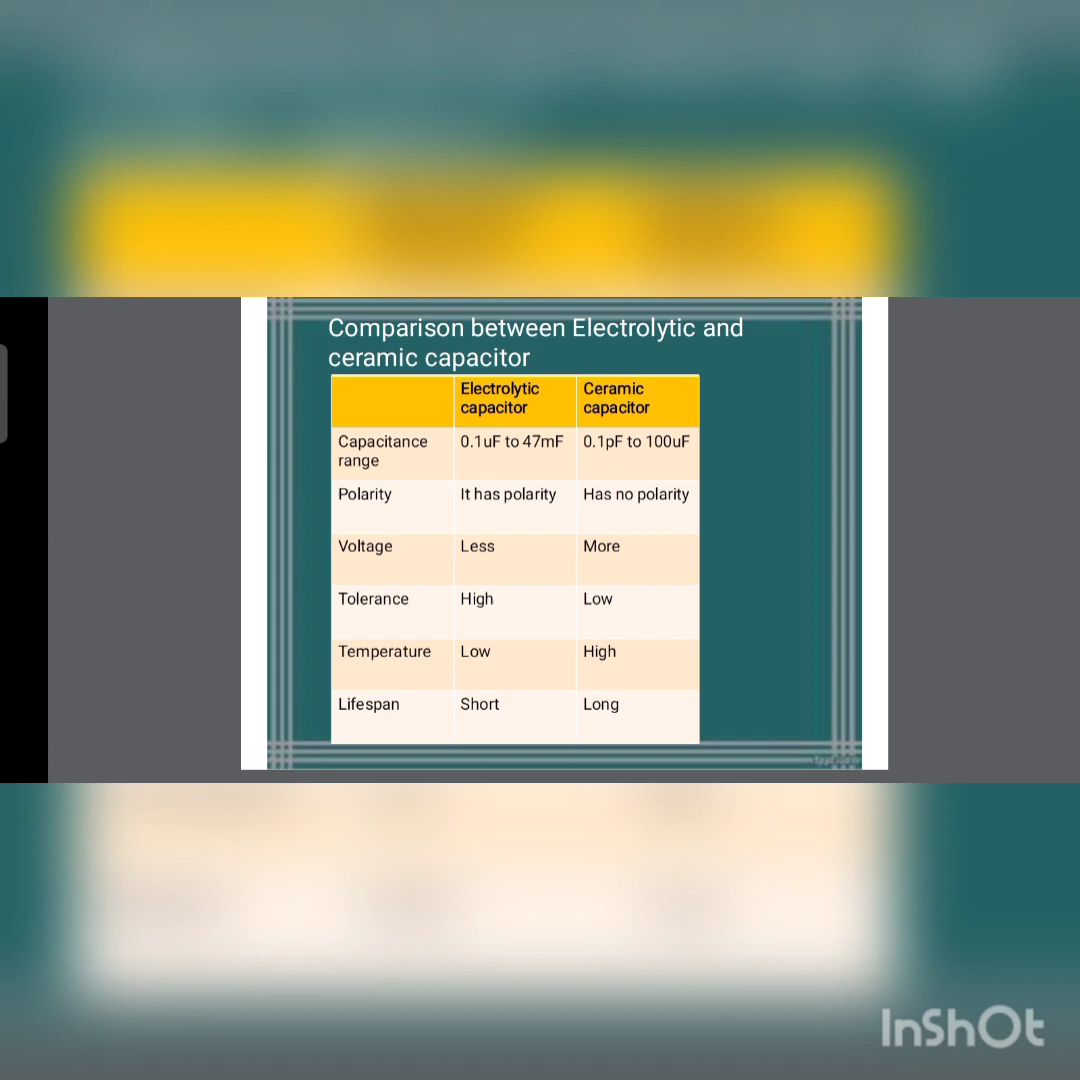 Comparison between Electrolytic and
ceramic capacitor
Electrolytic capacitor
Ceramic capacitor
Capacitance range
0.1uF to 47mF
0.1pF to 100uF
Polarity
It has polarity
Has no polarity
Voltage
Less
More
Tolerance
High
Low
Temperature
Low
High
Lifespan
Short
Long
InShOt